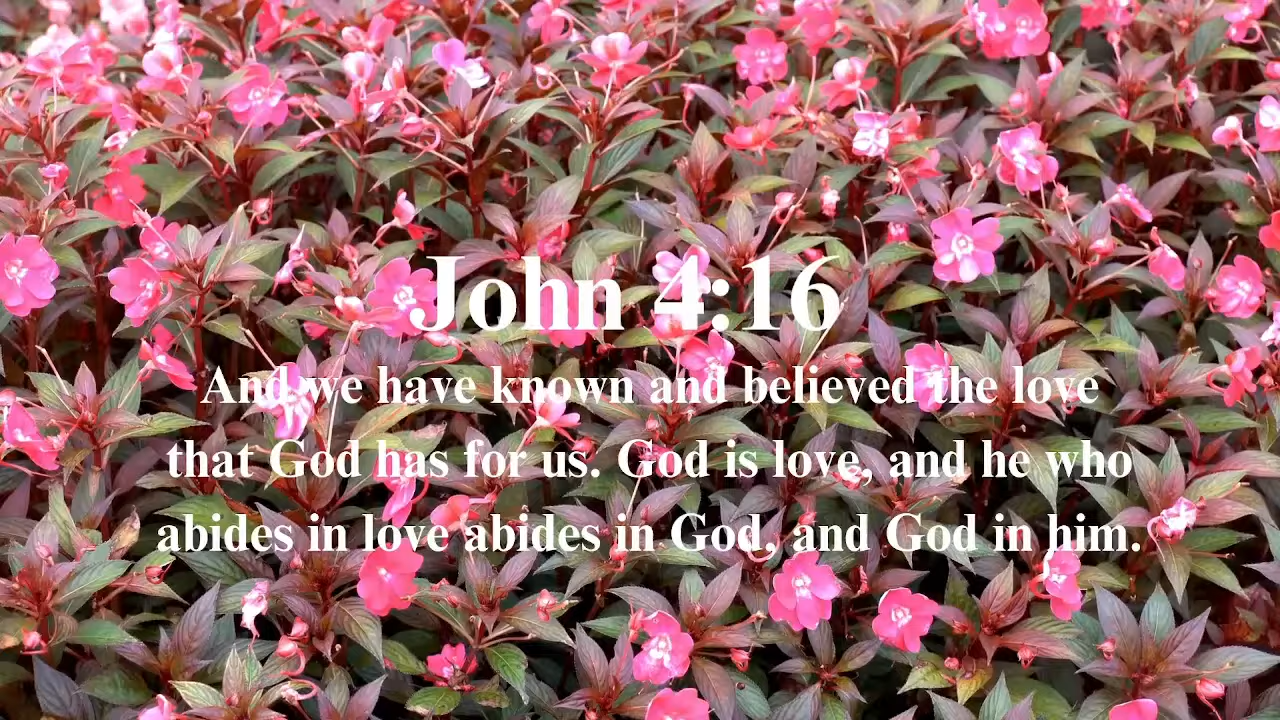 John 4:16
And we have known and believed the love
that God has for us. God is love, and he who
abides in love abides in God, and God in him.